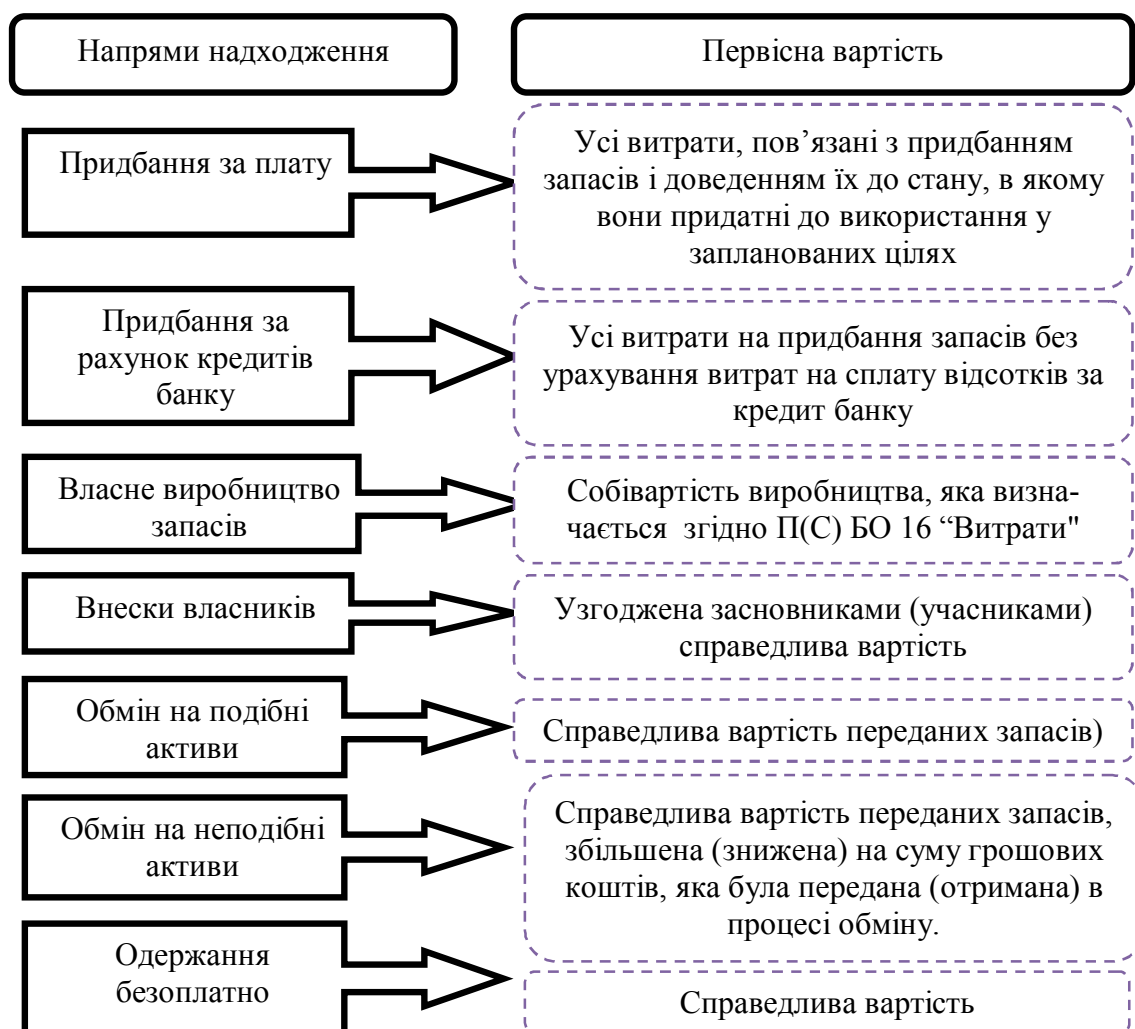 Напрями надходження
Первісна вартість
Придбання за плату
Усі витрати, пов’язані з придбанням
запасів і доведенням їх до стану, в якому
вони придатні до використання у
запланованих цілях
Придбання за
рахунок кредитів
банку
Усі витрати на придбання запасів без
урахування витрат на сплату відсотків за
кредит банку
Власне виробництво
запасів
Собівартість виробництва, яка визна-
чається згідно П(С) БО 16 “Витрати"
Внески власників
Узгоджена засновниками (учасниками)
справедлива вартість
Обмін на подібні
активи
Справедлива вартість переданих запасів)
Обмін на неподібні
активи
Справедлива вартість переданих запасів,
збільшена (знижена) на суму грошових
коштів, яка була передана (отримана) в
процесі обміну.
Одержання
безоплатно
Справедлива вартість